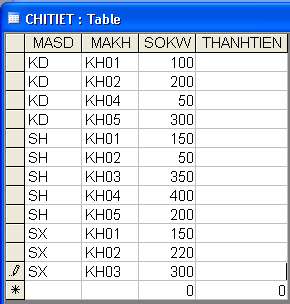 CHITIET : Table
MASD MAKH SOKW THANHTIEN
KD KH01 100
KD KH02 200
KD KH04 50
KD KH05 300
SH KH01 150
SH KH02 50
SH KH03 350
SH KH04 400
SH KH05 200
SX KH01 150
SX KH02 220
SX KH03 300
* 0 0